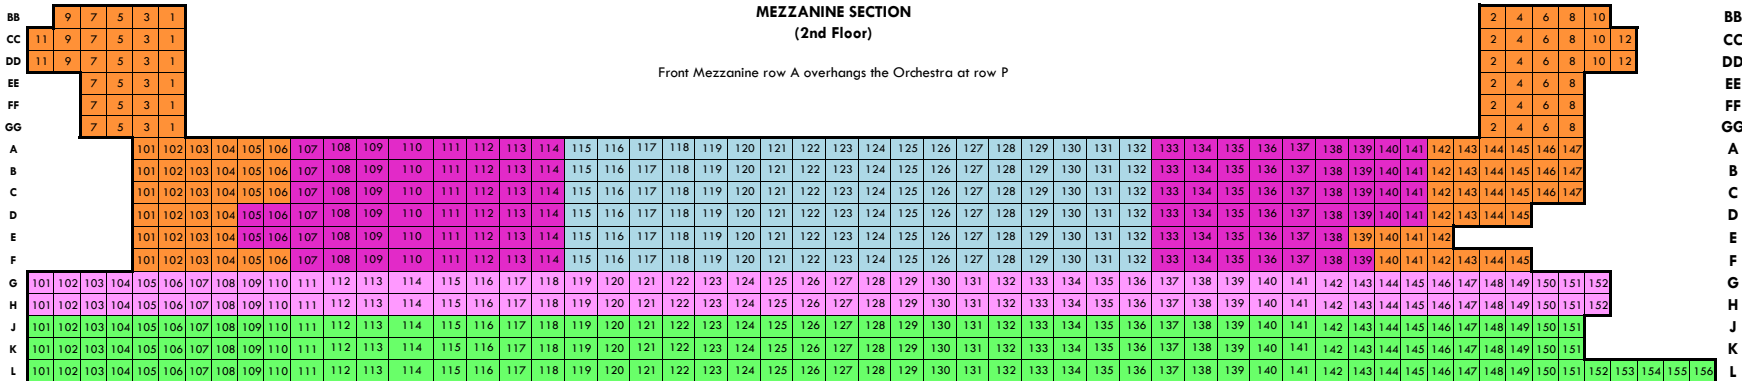 MEZZANINE SECTION
(2nd Floor)
Front Mezzanine row A overhangs the Orchestra at row P
BB 9 7 5 3 1 2 4 6 8 10 BB
CC 11 9 7 5 3 1 2 4 6 8 10 12 CC
DD 11 9 7 5 3 1 2 4 6 8 10 12 DD
EE 7 5 3 1 2 4 6 8 EE
FF 7 5 3 1 2 4 6 8 FF
GG 7 5 3 1 2 4 6 8 GG
A 101 102 103 104 105 106 107 108 109 110 111 112 113 114 115 116 117 118 119 120 121 122 123 124 125 126 127 128 129 130 131 132 133 134 135 136 137 138 139 140 141 142 143 144 145 146 147 A
B 101 102 103 104 105 106 107 108 109 110 111 112 113 114 115 116 117 118 119 120 121 122 123 124 125 126 127 128 129 130 131 132 133 134 135 136 137 138 139 140 141 142 143 144 145 146 147 B
C 101 102 103 104 105 106 107 108 109 110 111 112 113 114 115 116 117 118 119 120 121 122 123 124 125 126 127 128 129 130 131 132 133 134 135 136 137 138 139 140 141 142 143 144 145 146 147 C
D 101 102 103 104 105 106 107 108 109 110 111 112 113 114 115 116 117 118 119 120 121 122 123 124 125 126 127 128 129 130 131 132 133 134 135 136 137 138 139 140 141 142 143 144 145 D
E 101 102 103 104 105 106 107 108 109 110 111 112 113 114 115 116 117 118 119 120 121 122 123 124 125 126 127 128 129 130 131 132 133 134 135 136 137 138 139 140 141 142 E
F 101 102 103 104 105 106 107 108 109 110 111 112 113 114 115 116 117 118 119 120 121 122 123 124 125 126 127 128 129 130 131 132 133 134 135 136 137 138 139 140 141 142 143 144 145 F
G 101 102 103 104 105 106 107 108 109 110 111 112 113 114 115 116 117 118 119 120 121 122 123 124 125 126 127 128 129 130 131 132 133 134 135 136 137 138 139 140 141 142 143 144 145 146 147 148 149 150 151 152 G
H 101 102 103 104 105 106 107 108 109 110 111 112 113 114 115 116 117 118 119 120 121 122 123 124 125 126 127 128 129 130 131 132 133 134 135 136 137 138 139 140 141 142 143 144 145 146 147 148 149 150 151 152 H
J 101 102 103 104 105 106 107 108 109 110 111 112 113 114 115 116 117 118 119 120 121 122 123 124 125 126 127 128 129 130 131 132 133 134 135 136 137 138 139 140 141 142 143 144 145 146 147 148 149 150 151 J
K 101 102 103 104 105 106 107 108 109 110 111 112 113 114 115 116 117 118 119 120 121 122 123 124 125 126 127 128 129 130 131 132 133 134 135 136 137 138 139 140 141 142 143 144 145 146 147 148 149 150 151 K
L 101 102 103 104 105 106 107 108 109 110 111 112 113 114 115 116 117 118 119 120 121 122 123 124 125 126 127 128 129 130 131 132 133 134 135 136 137 138 139 140 141 142 143 144 145 146 147 148 149 150 151 152 153 154 155 156 L